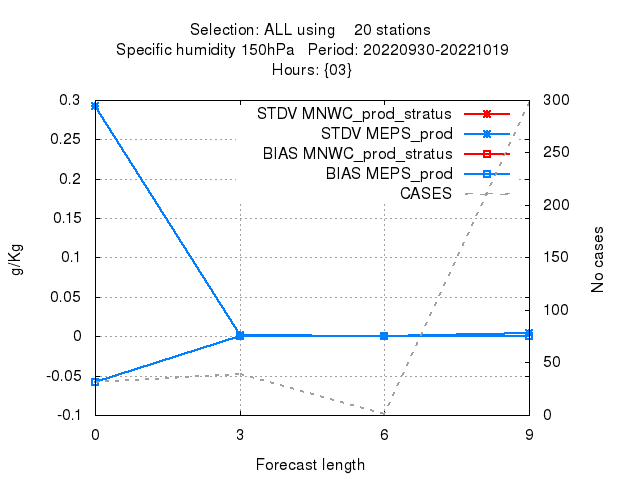 Selection: ALL using    20 stations
Specific humidity 150hPa   Period: 20220930-20221019
Hours: {03}
0.3
0.25
0.2
0.15
0.1
0.05
0
-0.05
-0.1
g/Kg
STDV MNWC_prod_stratus
STDV MEPS_prod
BIAS MNWC_prod_stratus
BIAS MEPS_prod
CASES
300
250
200
150
100
50
0
No cases
0 3 6 9
Forecast length